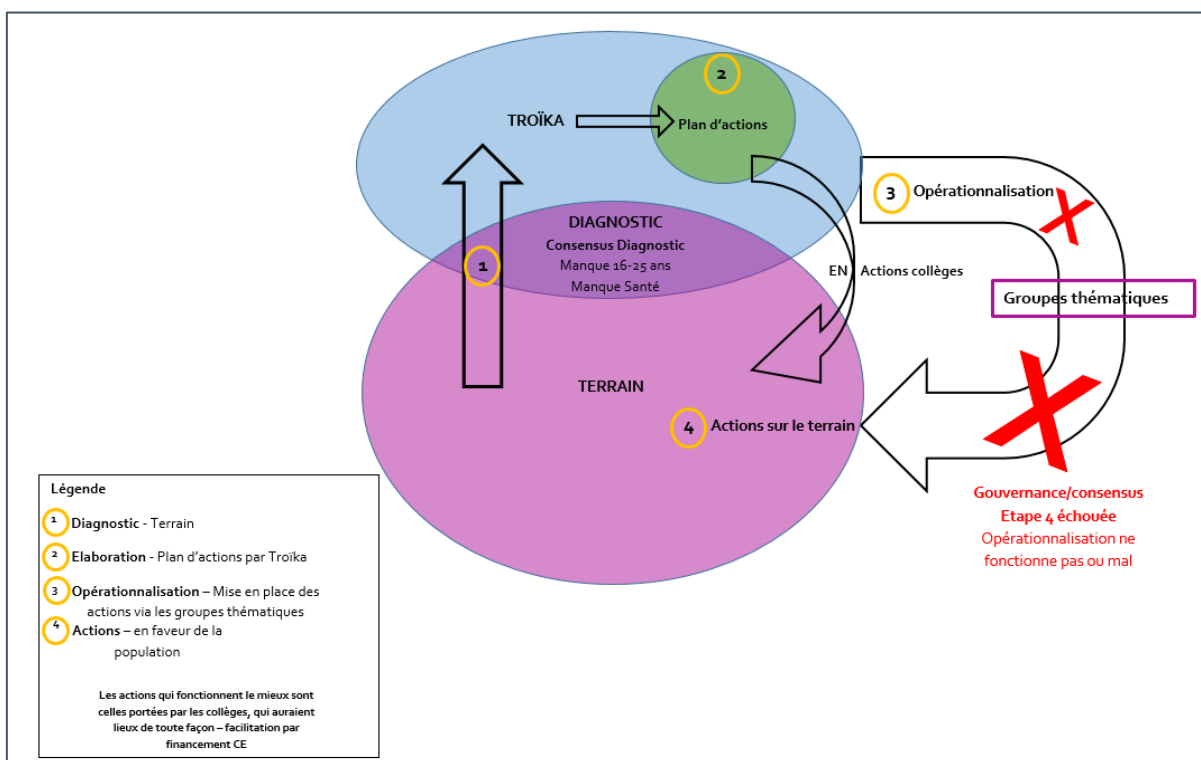 2
TROÏKA
Plan d'actions
3 Opérationnalisation
DIAGNOSTIC
Consensus Diagnostic
Manque 16-25 ans
Manque Santé
1
EN Actions collèges
Groupes thématiques
TERRAIN
4 Actions sur le terrain
Gouvernance/consensus
Etape 4 échouée
Opérationnalisation ne
fonctionne pas ou mal
Légende
1 Diagnostic - Terrain
2 Elaboration - Plan d'actions par Troïka
3 Opérationnalisation – Mise en place des
actions via les groupes thématiques
4 Actions – en faveur de la
population
Les actions qui fonctionnent le mieux sont
celles portées par les collèges, qui auraient
lieux de toute façon – facilitation par
financement CE